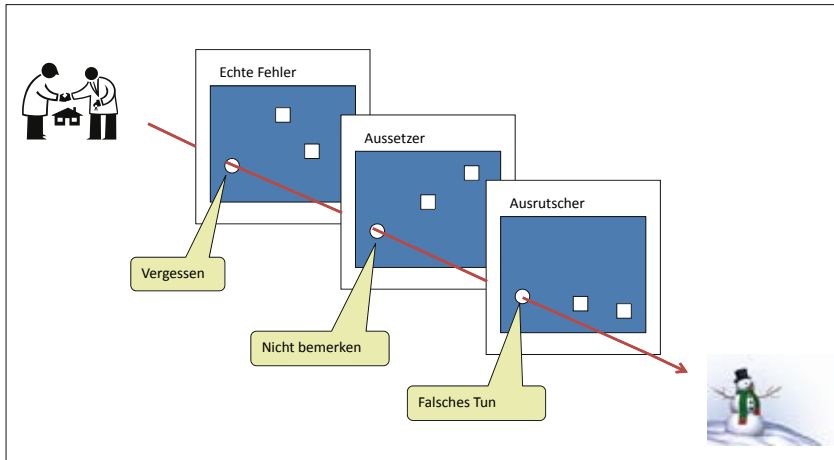 Echte Fehler
Aussetzer
Ausrutscher
Vergessen
Nicht bemerken
Falsches Tun